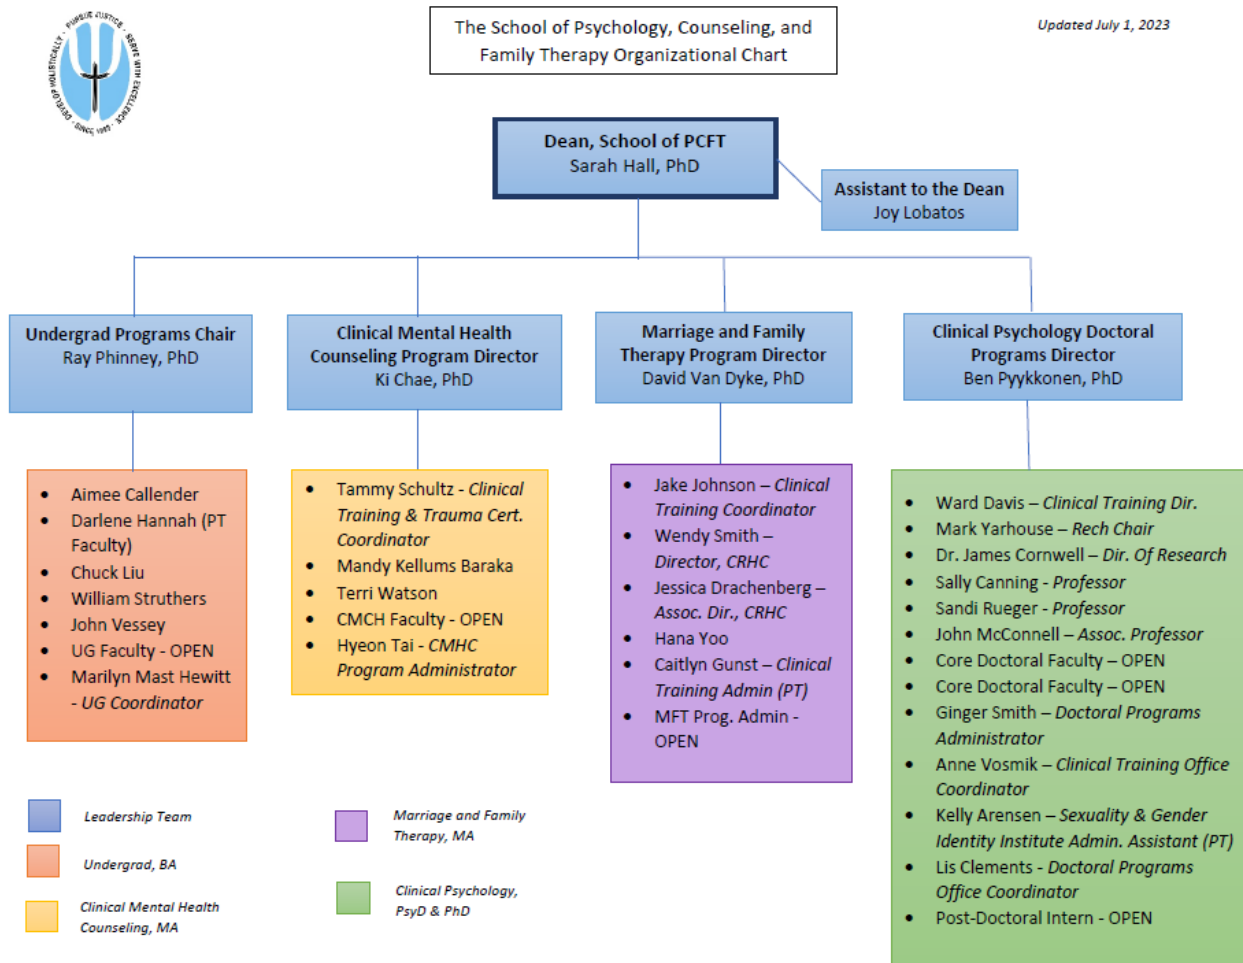 DEVELOP HOLISTICALLY - PURSUE JUSTICE - SERVE WITH EXCELLENCE
The School of Psychology, Counseling, and
Family Therapy Organizational Chart
Updated July 1, 2023
Dean, School of PCFT
Sarah Hall, PhD
Assistant to the Dean
Joy Lobatos
Undergrad Programs Chair
Ray Phinney, PhD
Clinical Mental Health
Counseling Program Director
Ki Chae, PhD
Marriage and Family
Therapy Program Director
David Van Dyke, PhD
Clinical Psychology Doctoral
Programs Director
Ben Pyykkonen, PhD
• Aimee Callender
• Darlene Hannah (PT
Faculty)
• Chuck Liu
• William Struthers
• John Vessey
• UG Faculty - OPEN
• Marilyn Mast Hewitt
- UG Coordinator
• Tammy Schultz - Clinical
Training & Trauma Cert.
Coordinator
• Mandy Kellums Baraka
• Terri Watson
• CMCH Faculty - OPEN
• Hyeon Tai - CMHC
Program Administrator
• Jake Johnson – Clinical
Training Coordinator
• Wendy Smith –
Director, CRHC
• Jessica Drachenberg –
Assoc. Dir., CRHC
• Hana Yoo
• Caitlyn Gunst – Clinical
Training Admin (PT)
• MFT Prog. Admin -
OPEN
• Ward Davis – Clinical Training Dir.
• Mark Yarhouse – Rech Chair
• Dr. James Cornwell – Dir. Of Research
• Sally Canning - Professor
• Sandi Rueger - Professor
• John McConnell – Assoc. Professor
• Core Doctoral Faculty – OPEN
• Core Doctoral Faculty – OPEN
• Ginger Smith – Doctoral Programs
Administrator
• Anne Vosmik – Clinical Training Office
Coordinator
• Kelly Arensen – Sexuality & Gender
Identity Institute Admin. Assistant (PT)
• Lis Clements - Doctoral Programs
Office Coordinator
• Post-Doctoral Intern - OPEN
Leadership Team
Undergrad, BA
Clinical Mental Health
Counseling, MA
Marriage and Family
Therapy, MA
Clinical Psychology,
PsyD & PhD